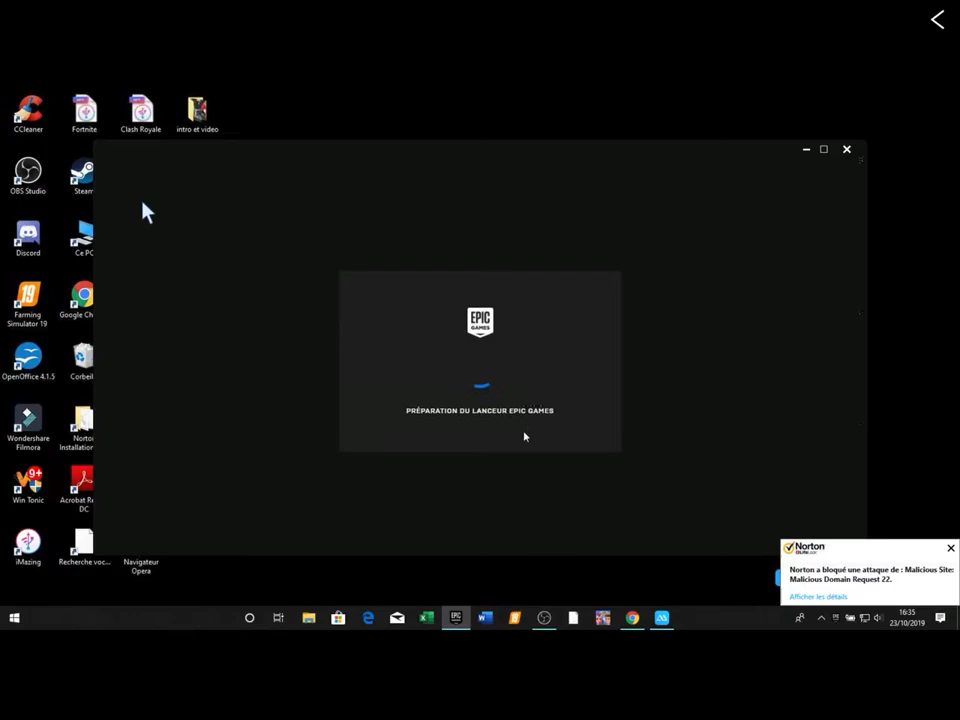 CCleaner
Fortnite
Clash Royale
intro et video
OBS Studio
Steam
Discord
Ce PC
Farming
Simulator 19
Google Ch
OpenOffice 4.1.5
Corbeil
Wondershare
Filmora
Norton
Installation
9+
Win Tonic
Acrobat Re
DC
iMazing
Recherche voc...
Navigateur
Opera
EPIC
GAMES
PRÉPARATION DU LANCEUR EPIC GAMES
Norton
Norton a bloqué une attaque de : Malicious Site:
Malicious Domain Request 22.
Afficher les détails
16:35
23/10/2019